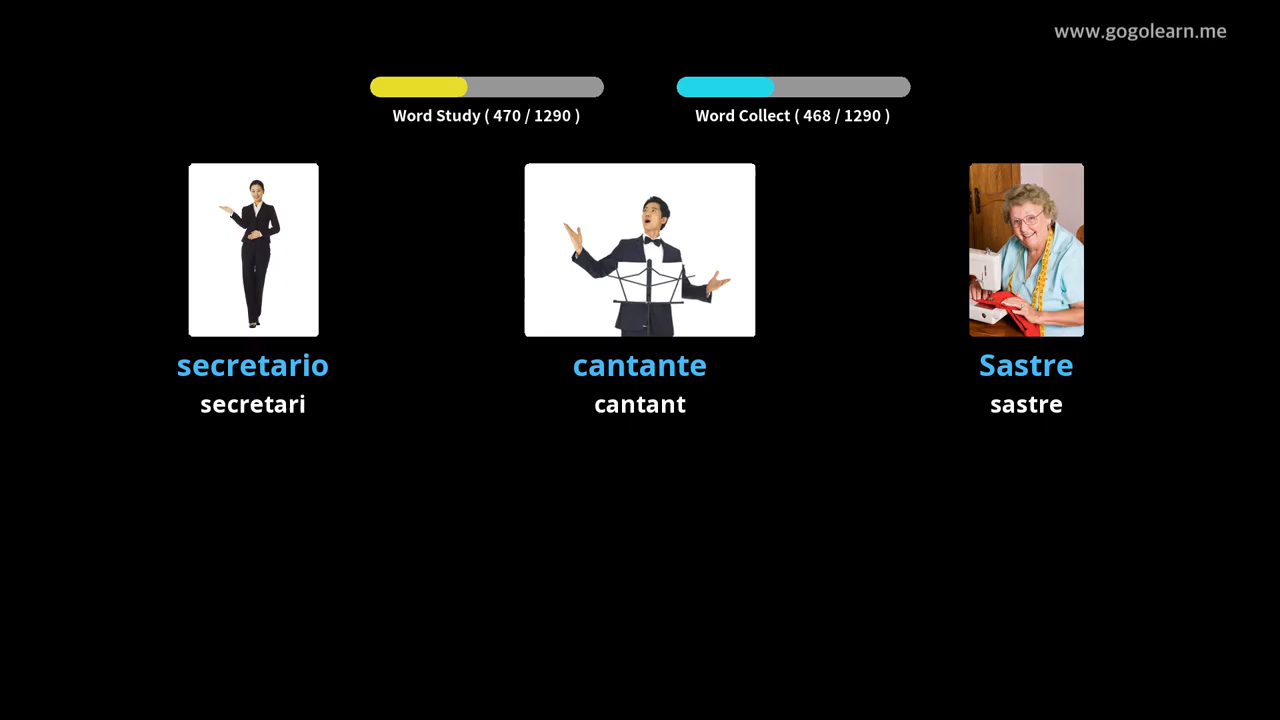 www.gogolearn.me
Word Study ( 470 / 1290 )
Word Collect ( 468 / 1290 )
secretario
secretari
cantante
cantant
Sastre
sastre